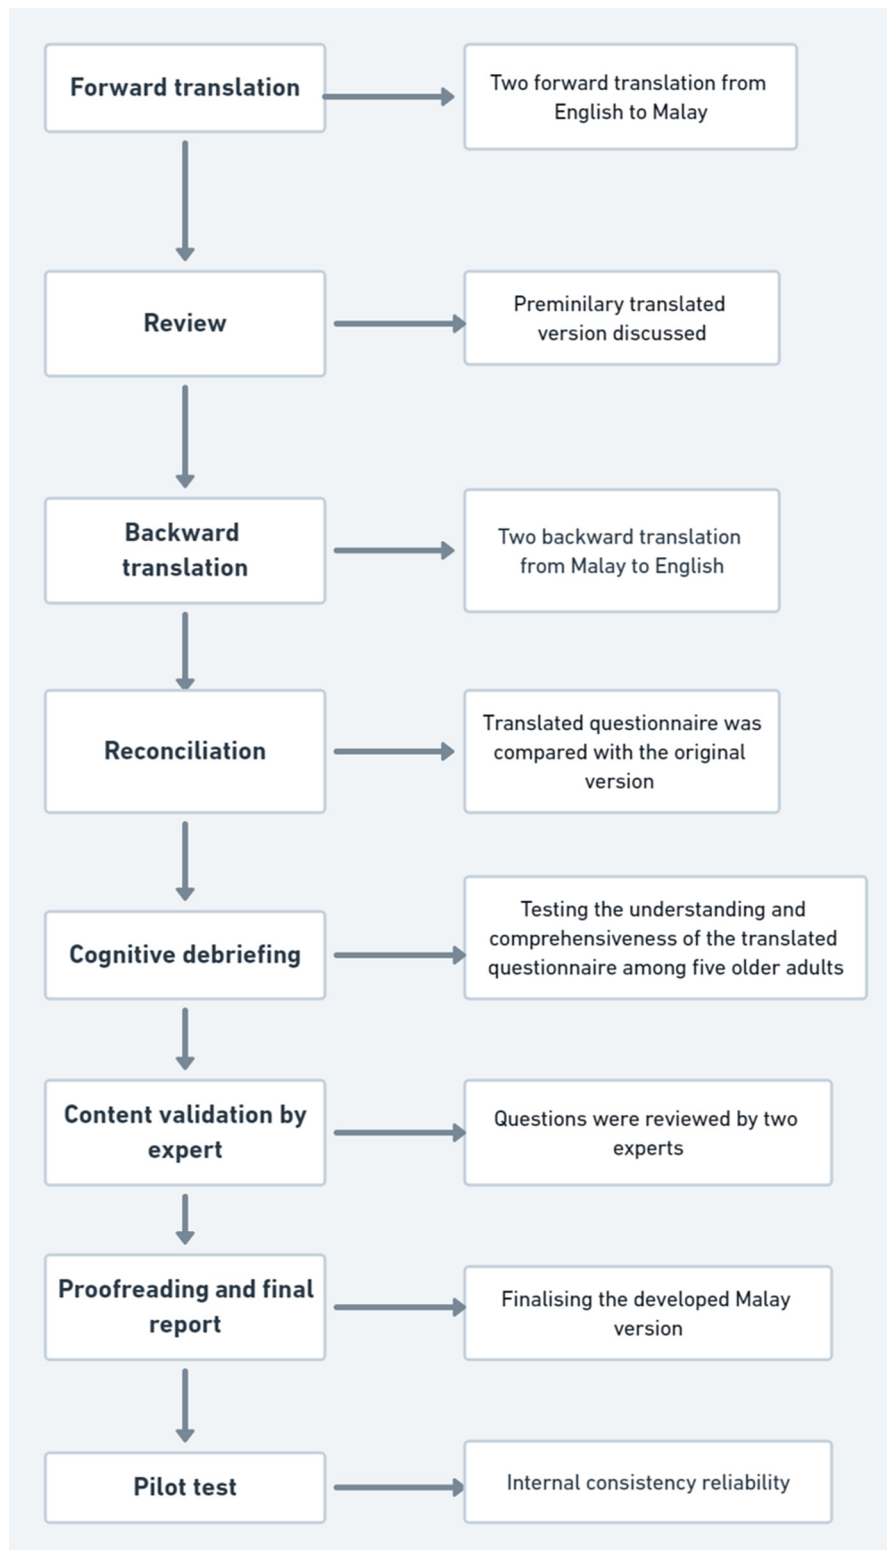 Forward translation
Two forward translation from
English to Malay
Review
Preminilary translated
version discussed
Backward
translation
Two backward translation
from Malay to English
Reconciliation
Translated questionnaire was
compared with the original
version
Cognitive debriefing
Testing the understanding and
comprehensiveness of the translated
questionnaire among five older adults
Content validation by
expert
Questions were reviewed by two
experts
Proofreading and final
report
Finalising the developed Malay
version
Pilot test
Internal consistency reliability